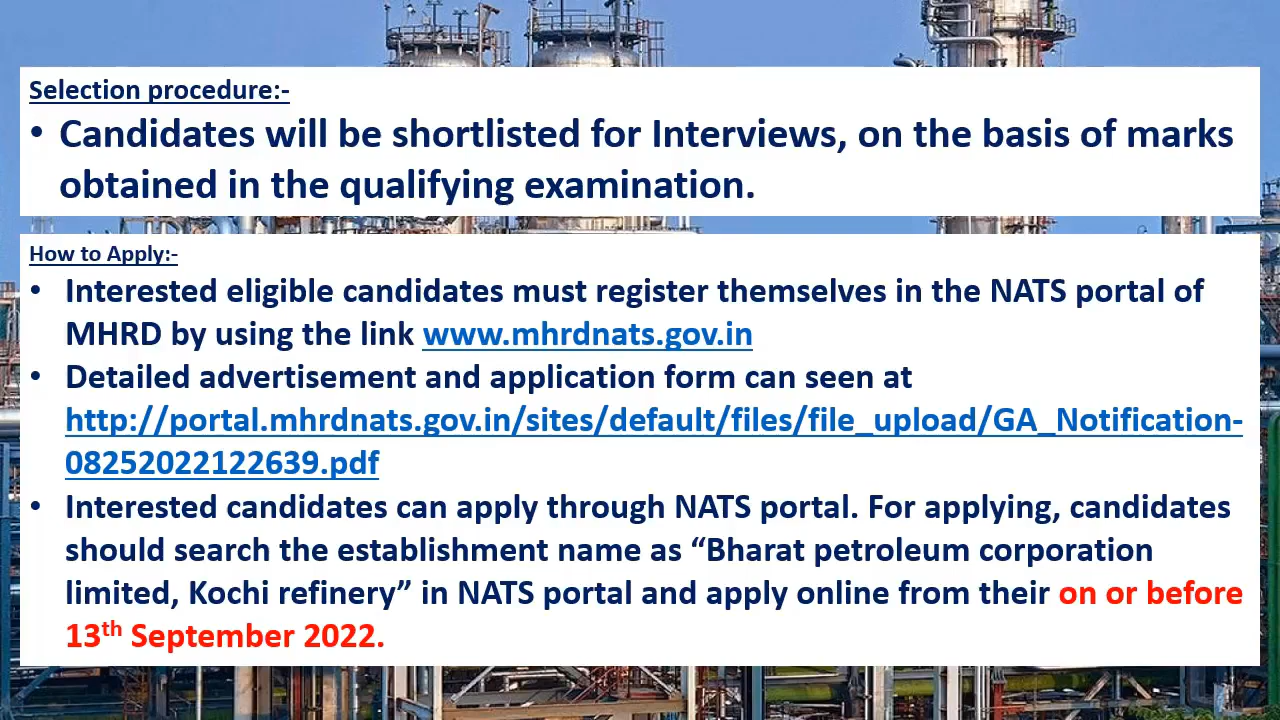 Selection procedure:-
• Candidates will be shortlisted for Interviews, on the basis of marks
obtained in the qualifying examination.
How to Apply:-
• Interested eligible candidates must register themselves in the NATS portal of
MHRD by using the link www.mhrdnats.gov.in
• Detailed advertisement and application form can seen at
http://portal.mhrdnats.gov.in/sites/default/files/file_upload/GA_Notification-
08252022122639.pdf
• Interested candidates can apply through NATS portal. For applying, candidates
should search the establishment name as “Bharat petroleum corporation
limited, Kochi refinery” in NATS portal and apply online from their on or before
13th September 2022.